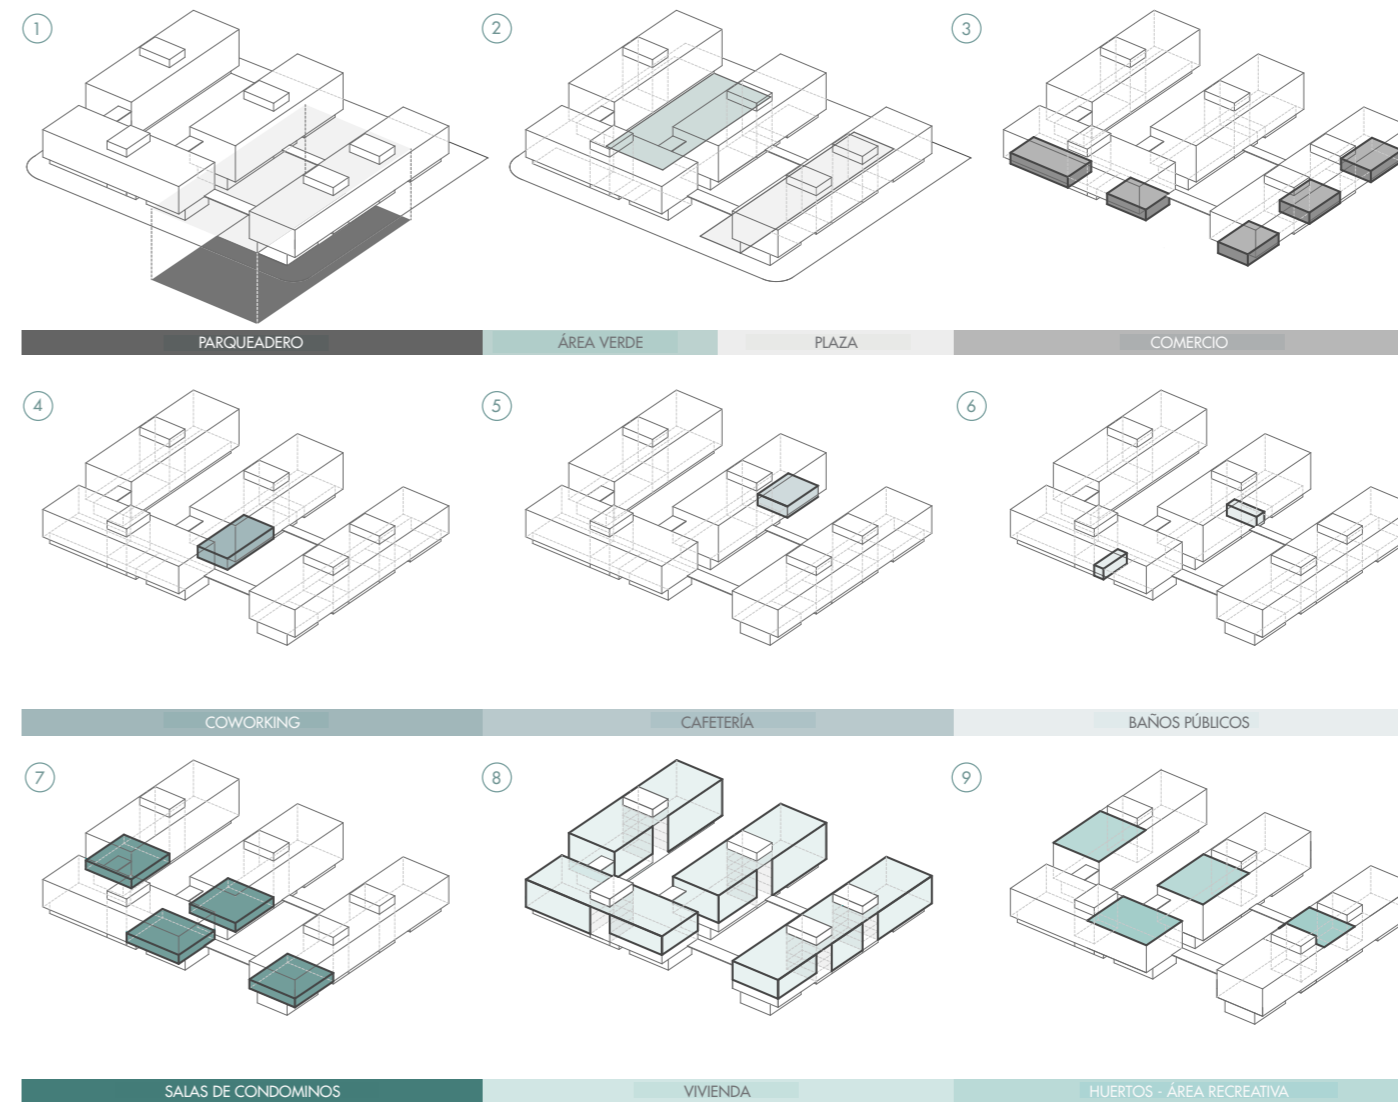 1
2
3
PARQUEADERO
ÁREA VERDE
PLAZA
COMERCIO
4
5
6
COWORKING
CAFETERÍA
BAÑOS PÚBLICOS
7
8
9
SALAS DE CONDOMINOS
VIVIENDA
HUERTOS - ÁREA RECREATIVA